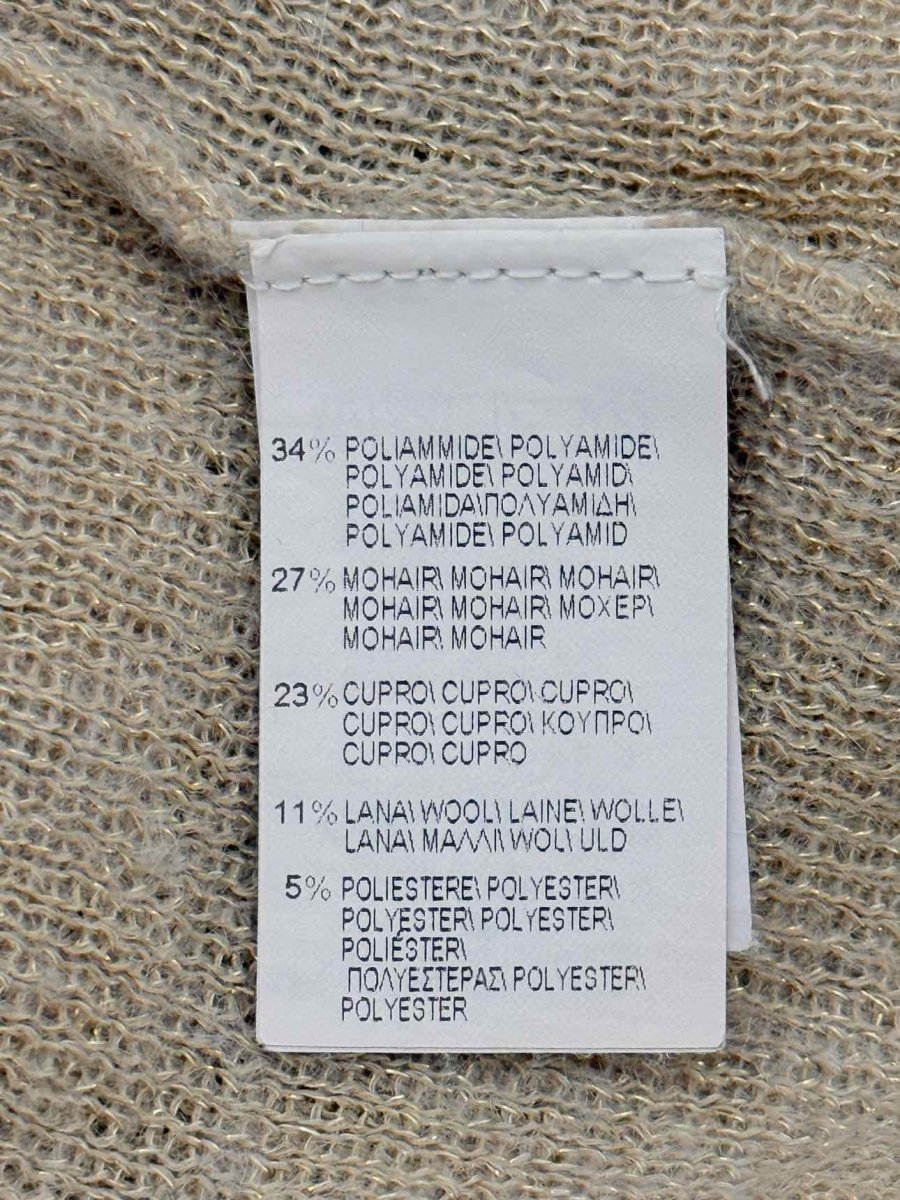 34% POLIAMMIDE\ POLYAMIDE\
POLYAMIDE\ POLYAMID\
POLIAMIDA\ΠΟΛΥΑΜΙΔΗ\
POLYAMIDE\ POLYAMID
27% MOHAIR\ MOHAIR\ MOHAIR\
MOHAIR\ MOHAIR\ ΜΟΧΕΡ\
MOHAIR\ MOHAIR
23% CUPRO\ CUPRO\ CUPRO\
CUPRO\ CUPRO\ ΚΟΥΠΡΟ\
CUPRO\ CUPRO
11% LANA\ WOOL\ LAINE\ WOLLE\
LANA\ ΜΑΛΛΙ\ WOL\ ULD
5% POLIESTERE\ POLYESTER\
POLYESTER\ POLYESTER\
POLIÉSTER\
ΠΟΛΥΕΣΤΕΡΑΣ\ POLYESTER\
POLYESTER